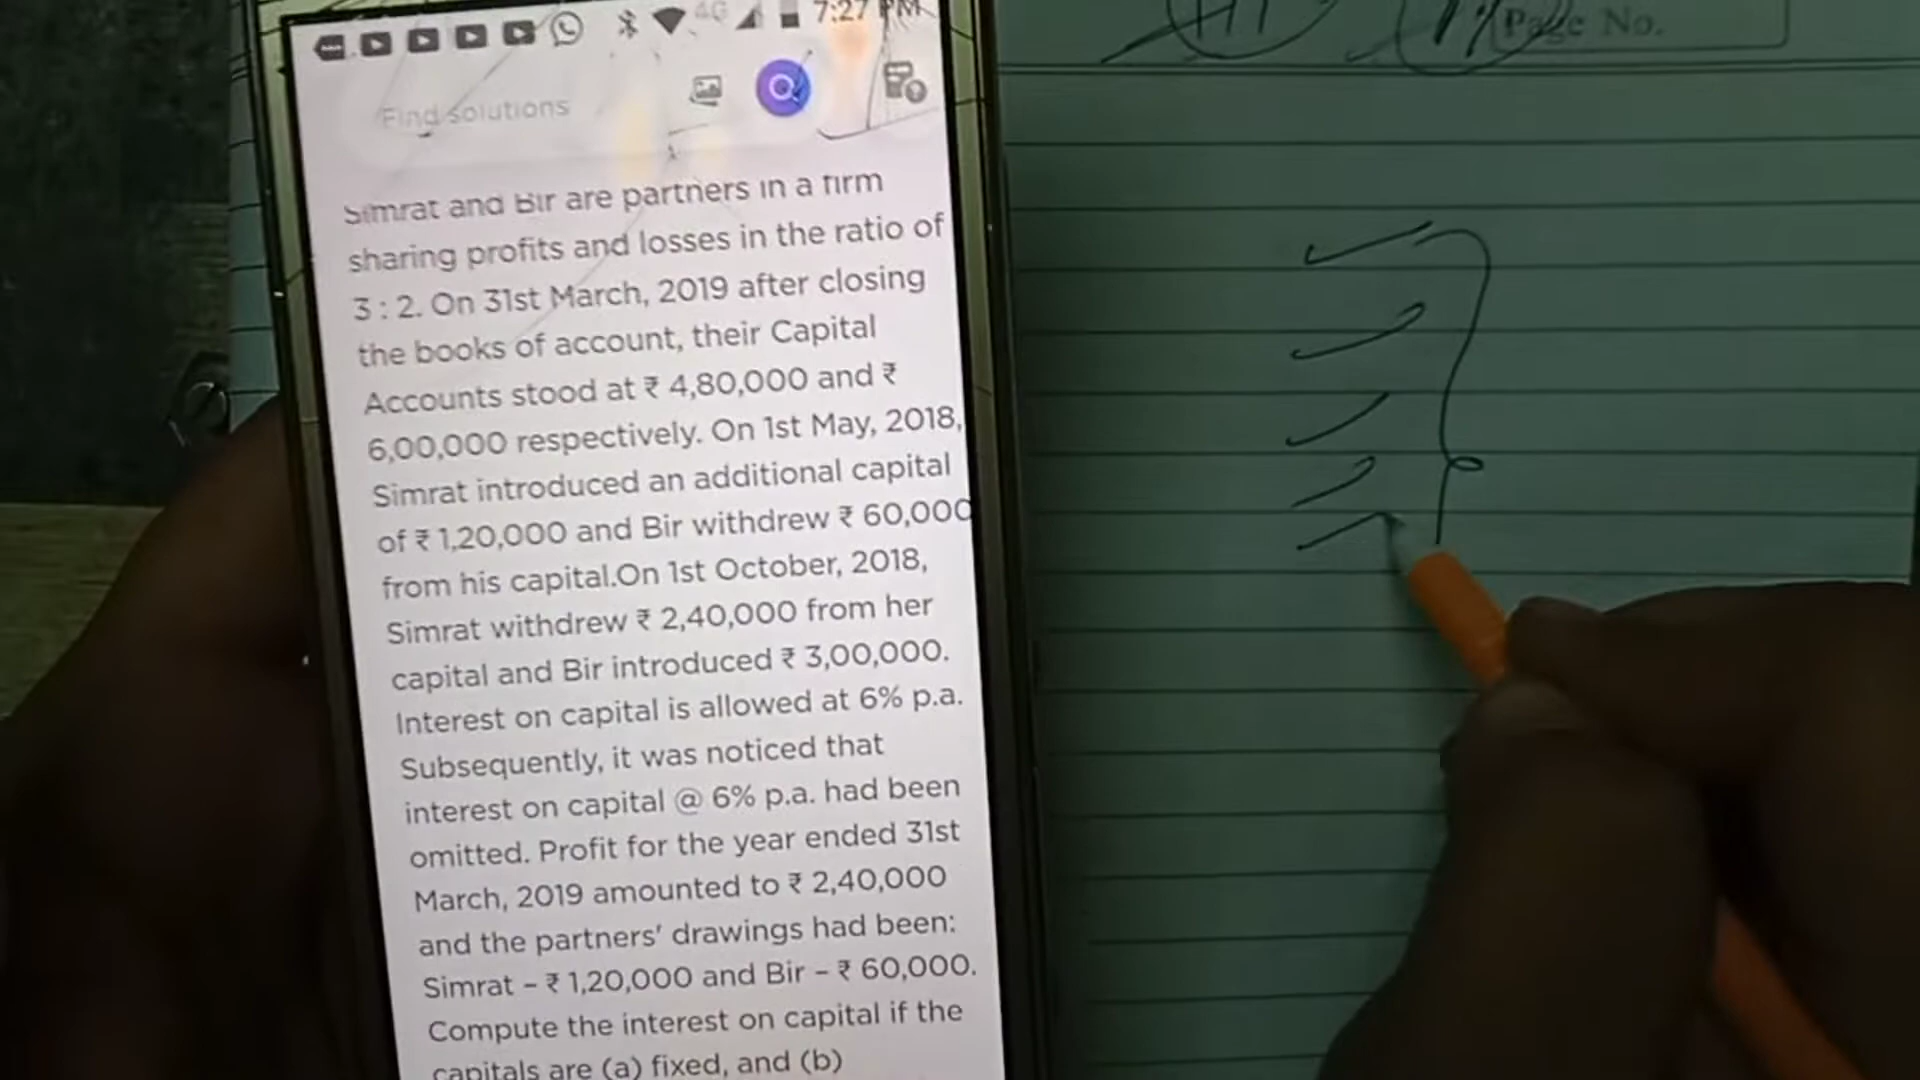 4G 7:27 PM
Page No.
Find solutions
Simrat and Bir are partners in a firm
sharing profits and losses in the ratio of
3 : 2. On 31st March, 2019 after closing
the books of account, their Capital
Accounts stood at ₹ 4,80,000 and ₹
6,00,000 respectively. On 1st May, 2018,
Simrat introduced an additional capital
of ₹ 1,20,000 and Bir withdrew ₹ 60,000
from his capital.On 1st October, 2018,
Simrat withdrew ₹ 2,40,000 from her
capital and Bir introduced ₹ 3,00,000.
Interest on capital is allowed at 6% p.a.
Subsequently, it was noticed that
interest on capital @ 6% p.a. had been
omitted. Profit for the year ended 31st
March, 2019 amounted to ₹ 2,40,000
and the partners' drawings had been:
Simrat – ₹ 1,20,000 and Bir – ₹ 60,000.
Compute the interest on capital if the
capitals are (a) fixed, and (b)